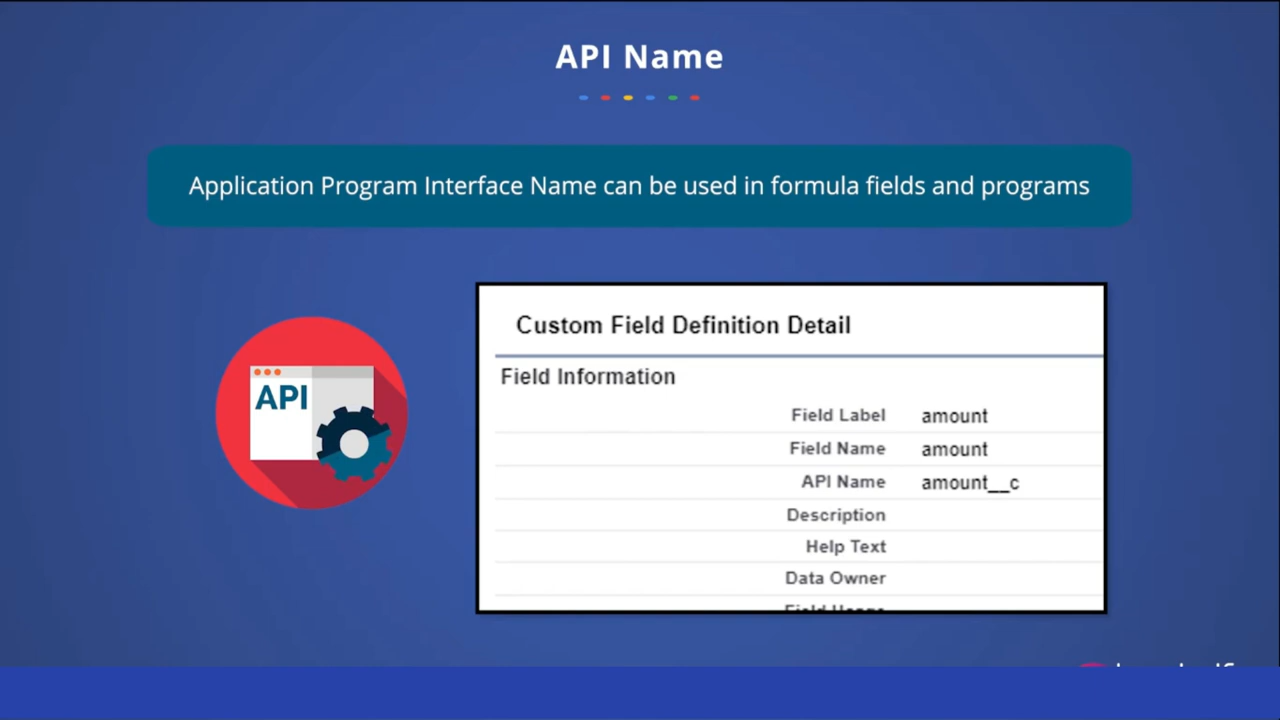 API Name
Application Program Interface Name can be used in formula fields and programs
API
Custom Field Definition Detail
Field Information
Field Label amount
Field Name amount
API Name amount__c
Description
Help Text
Data Owner